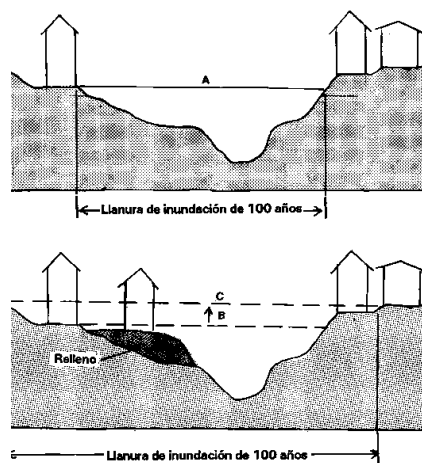 A
Llanura de inundación de 100 años
C
B
Relleno
Llanura de inundación de 100 años